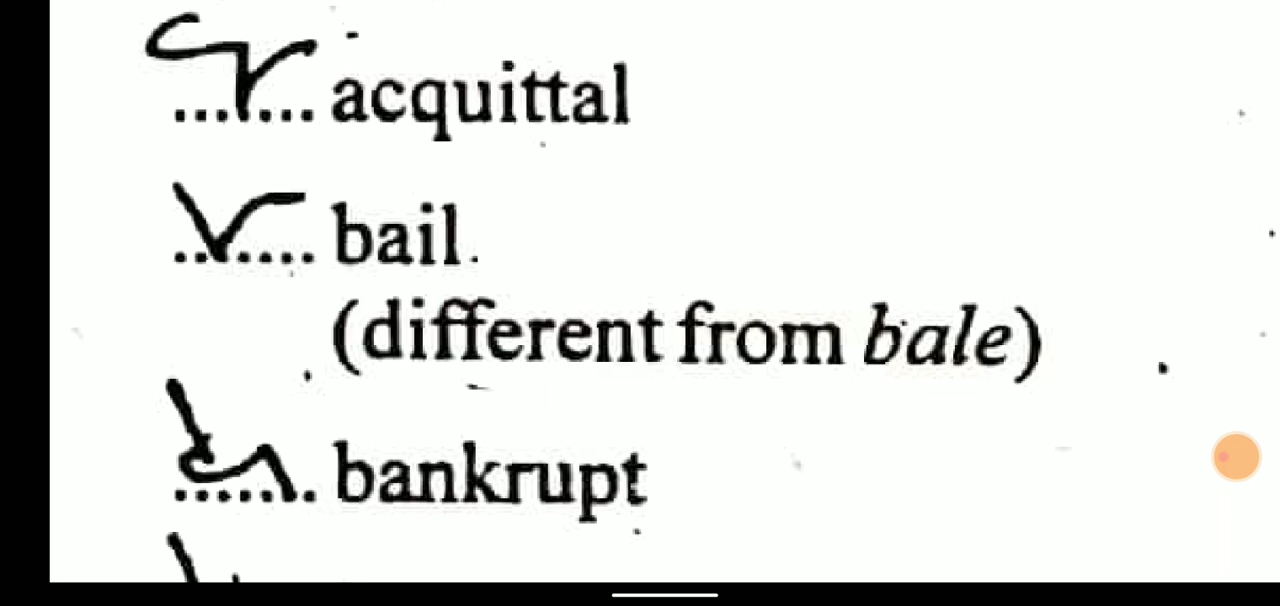 acquittal
bail.
(different from bale)
bankrupt